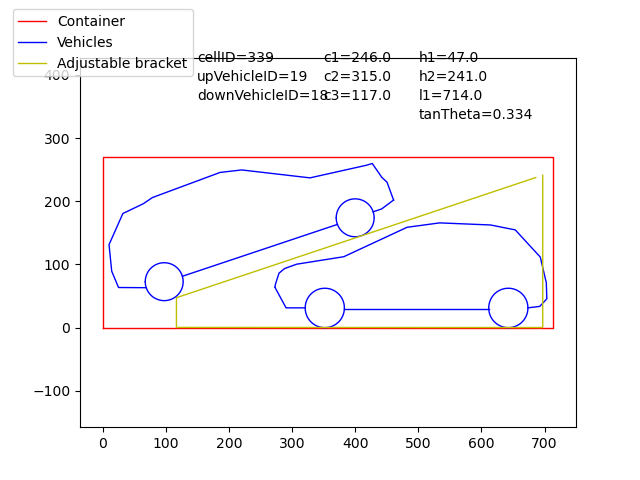 Container
Vehicles
Adjustable bracket
cellID=339 c1=246.0 h1=47.0
upVehicleID=19 c2=315.0 h2=241.0
downVehicleID=18 c3=117.0 l1=714.0
tanTheta=0.334
400
300
200
100
0
−100
0 100 200 300 400 500 600 700